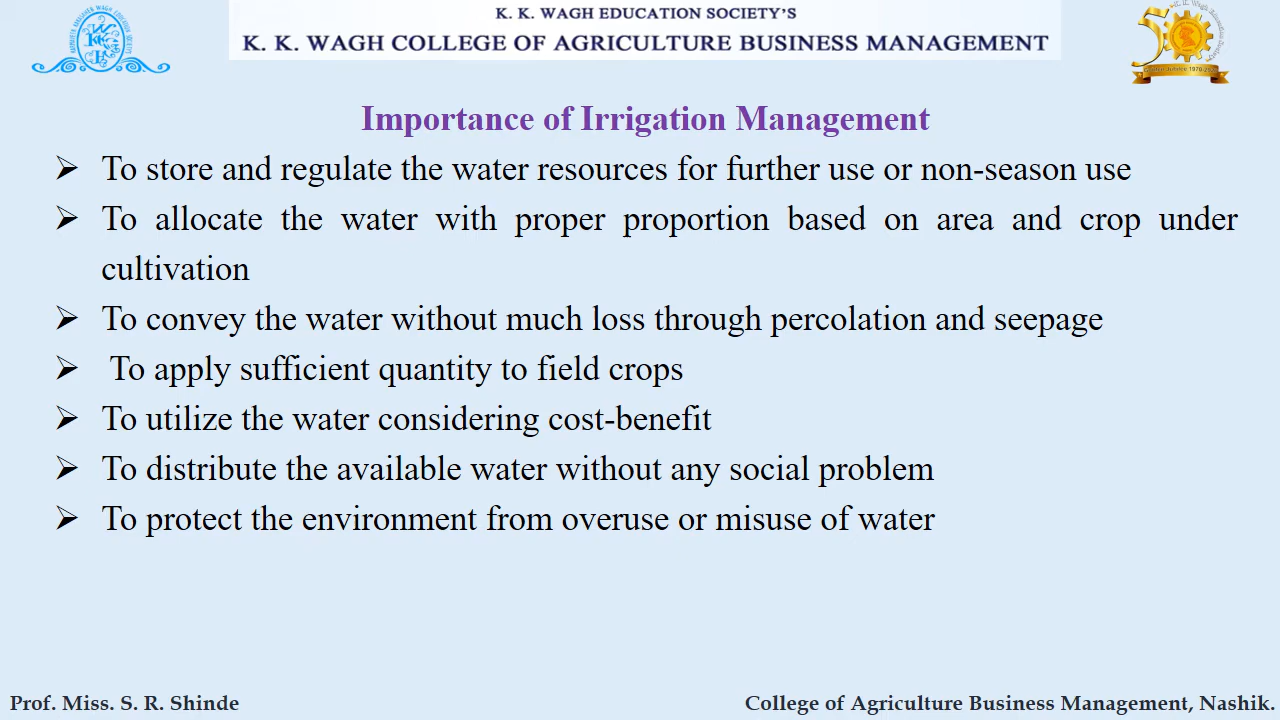 K. K. WAGH EDUCATION SOCIETY'S
K. K. WAGH COLLEGE OF AGRICULTURE BUSINESS MANAGEMENT
Importance of Irrigation Management
➢ To store and regulate the water resources for further use or non-season use
➢ To allocate the water with proper proportion based on area and crop under
cultivation
➢ To convey the water without much loss through percolation and seepage
➢ To apply sufficient quantity to field crops
➢ To utilize the water considering cost-benefit
➢ To distribute the available water without any social problem
➢ To protect the environment from overuse or misuse of water
Prof. Miss. S. R. Shinde
College of Agriculture Business Management, Nashik.